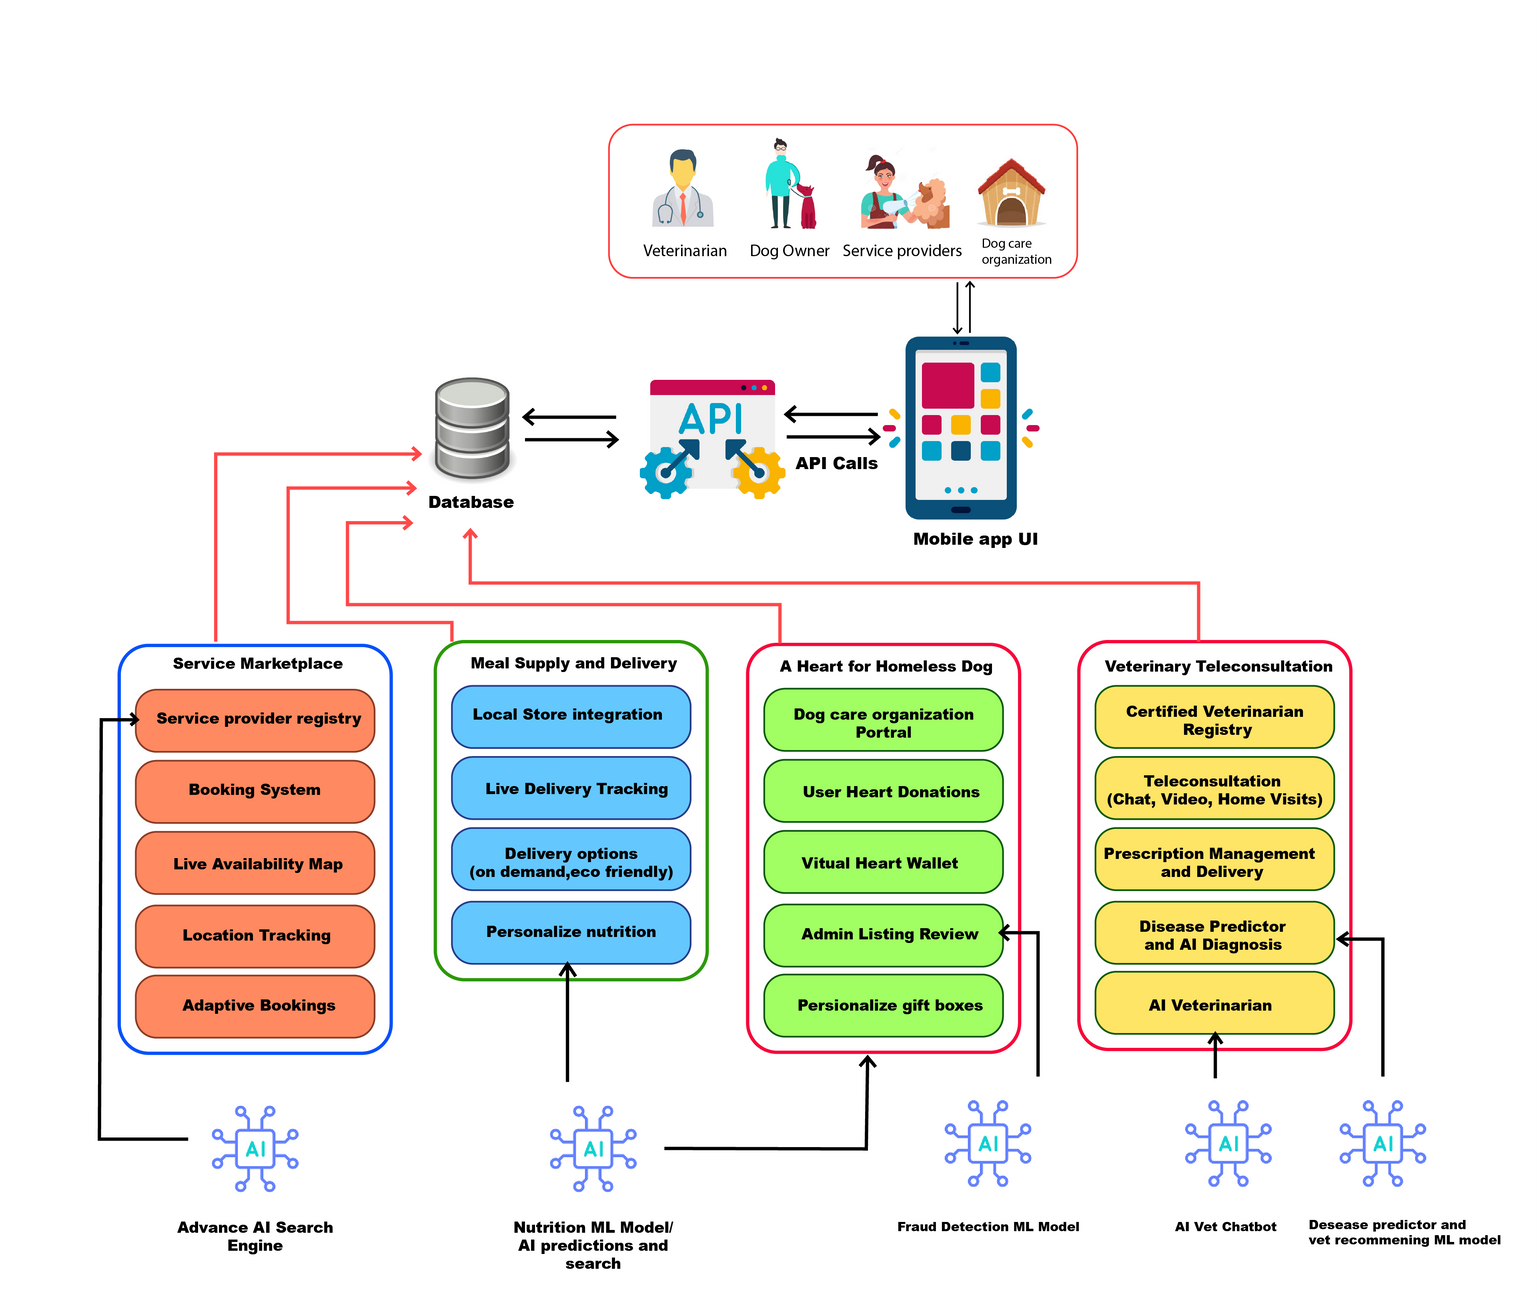 Veterinarian
Dog Owner
Service providers
Dog care
organization
API
API Calls
Database
Mobile app UI
Service Marketplace
Service provider registry
Booking System
Live Availability Map
Location Tracking
Adaptive Bookings
Meal Supply and Delivery
Local Store integration
Live Delivery Tracking
Delivery options
(on demand,eco friendly)
Personalize nutrition
A Heart for Homeless Dog
Dog care organization
Portral
User Heart Donations
Vitual Heart Wallet
Admin Listing Review
Persionalize gift boxes
Veterinary Teleconsultation
Certified Veterinarian
Registry
Teleconsultation
(Chat, Video, Home Visits)
Prescription Management
and Delivery
Disease Predictor
and AI Diagnosis
AI Veterinarian
AI
Advance AI Search
Engine
AI
Nutrition ML Model/
AI predictions and
search
AI
Fraud Detection ML Model
AI
AI Vet Chatbot
AI
Desease predictor and
vet recommening ML model